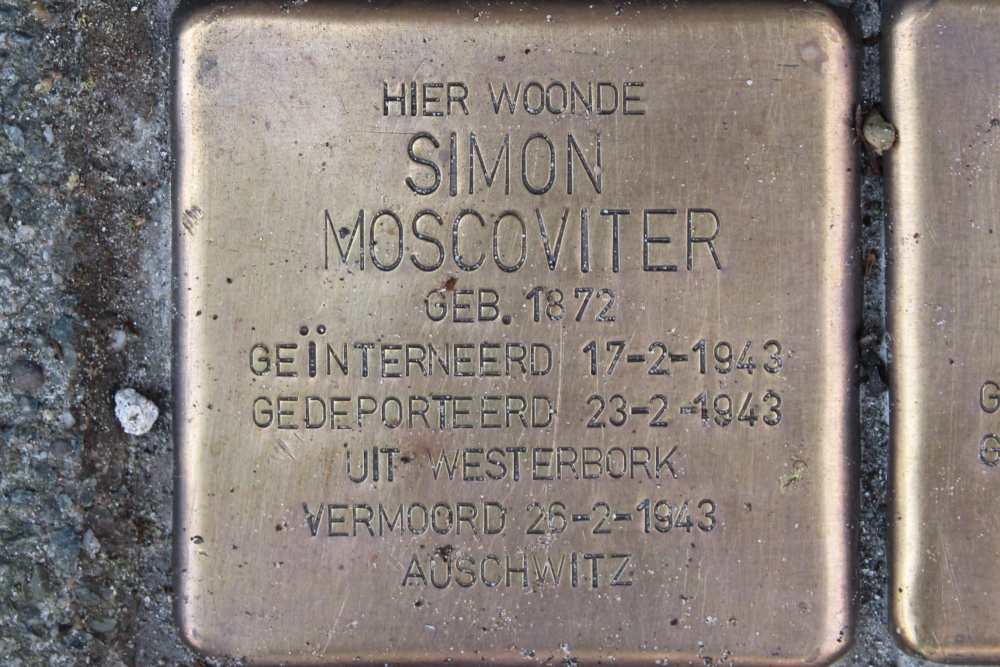 HIER WOONDE
SIMON
MOSCOVITER
GEB. 1872
GEÏNTERNEERD 17-2-1943
GEDEPORTEERD 23-2-1943
UIT WESTERBORK
VERMOORD 26-2-1943
AUSCHWITZ
G
G